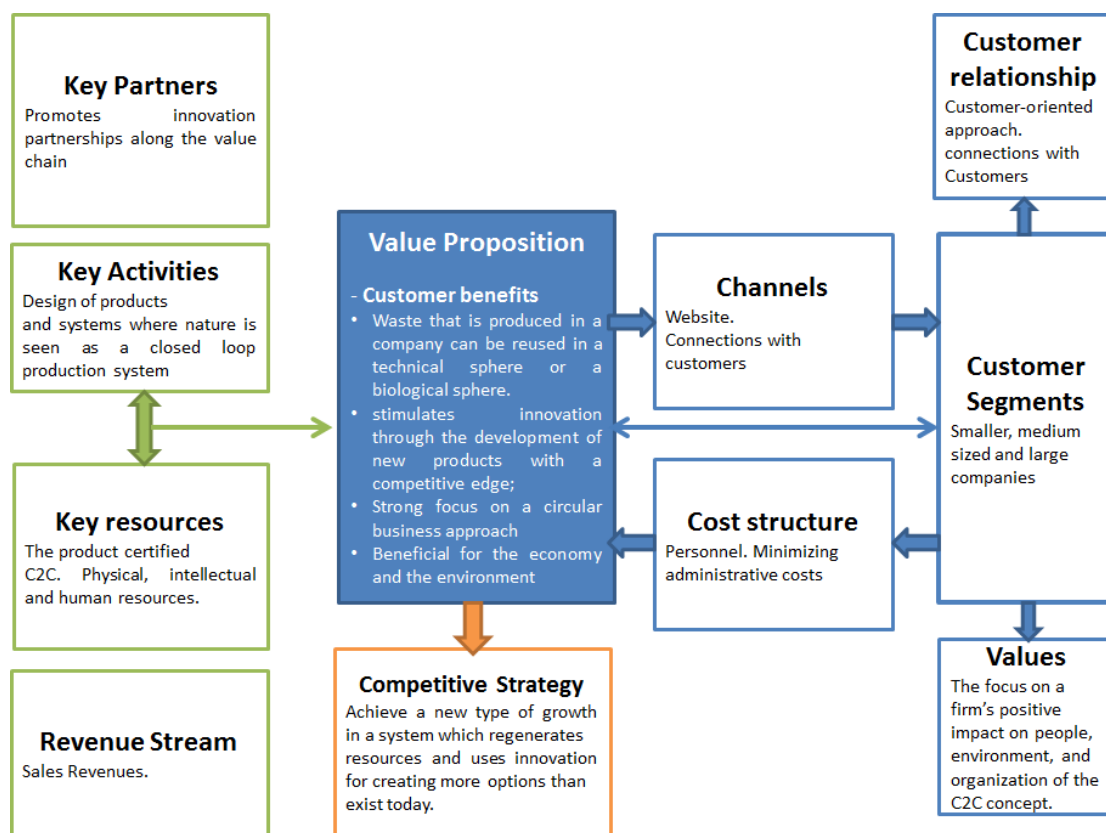 Key Partners
Promotes innovation
partnerships along the value
chain
Key Activities
Design of products
and systems where nature is
seen as a closed loop
production system
Key resources
The product certified
C2C. Physical, intellectual
and human resources.
Revenue Stream
Sales Revenues.
Value Proposition
- Customer benefits
• Waste that is produced in a
company can be reused in a
technical sphere or a
biological sphere.
• stimulates innovation
through the development of
new products with a
competitive edge;
• Strong focus on a circular
business approach
• Beneficial for the economy
and the environment
Competitive Strategy
Achieve a new type of growth
in a system which regenerates
resources and uses innovation
for creating more options than
exist today.
Channels
Website.
Connections with
customers
Cost structure
Personnel. Minimizing
administrative costs
Customer
relationship
Customer-oriented
approach.
connections with
Customers
Customer
Segments
Smaller, medium
sized and large
companies
Values
The focus on a
firm's positive
impact on people,
environment, and
organization of the
C2C concept.